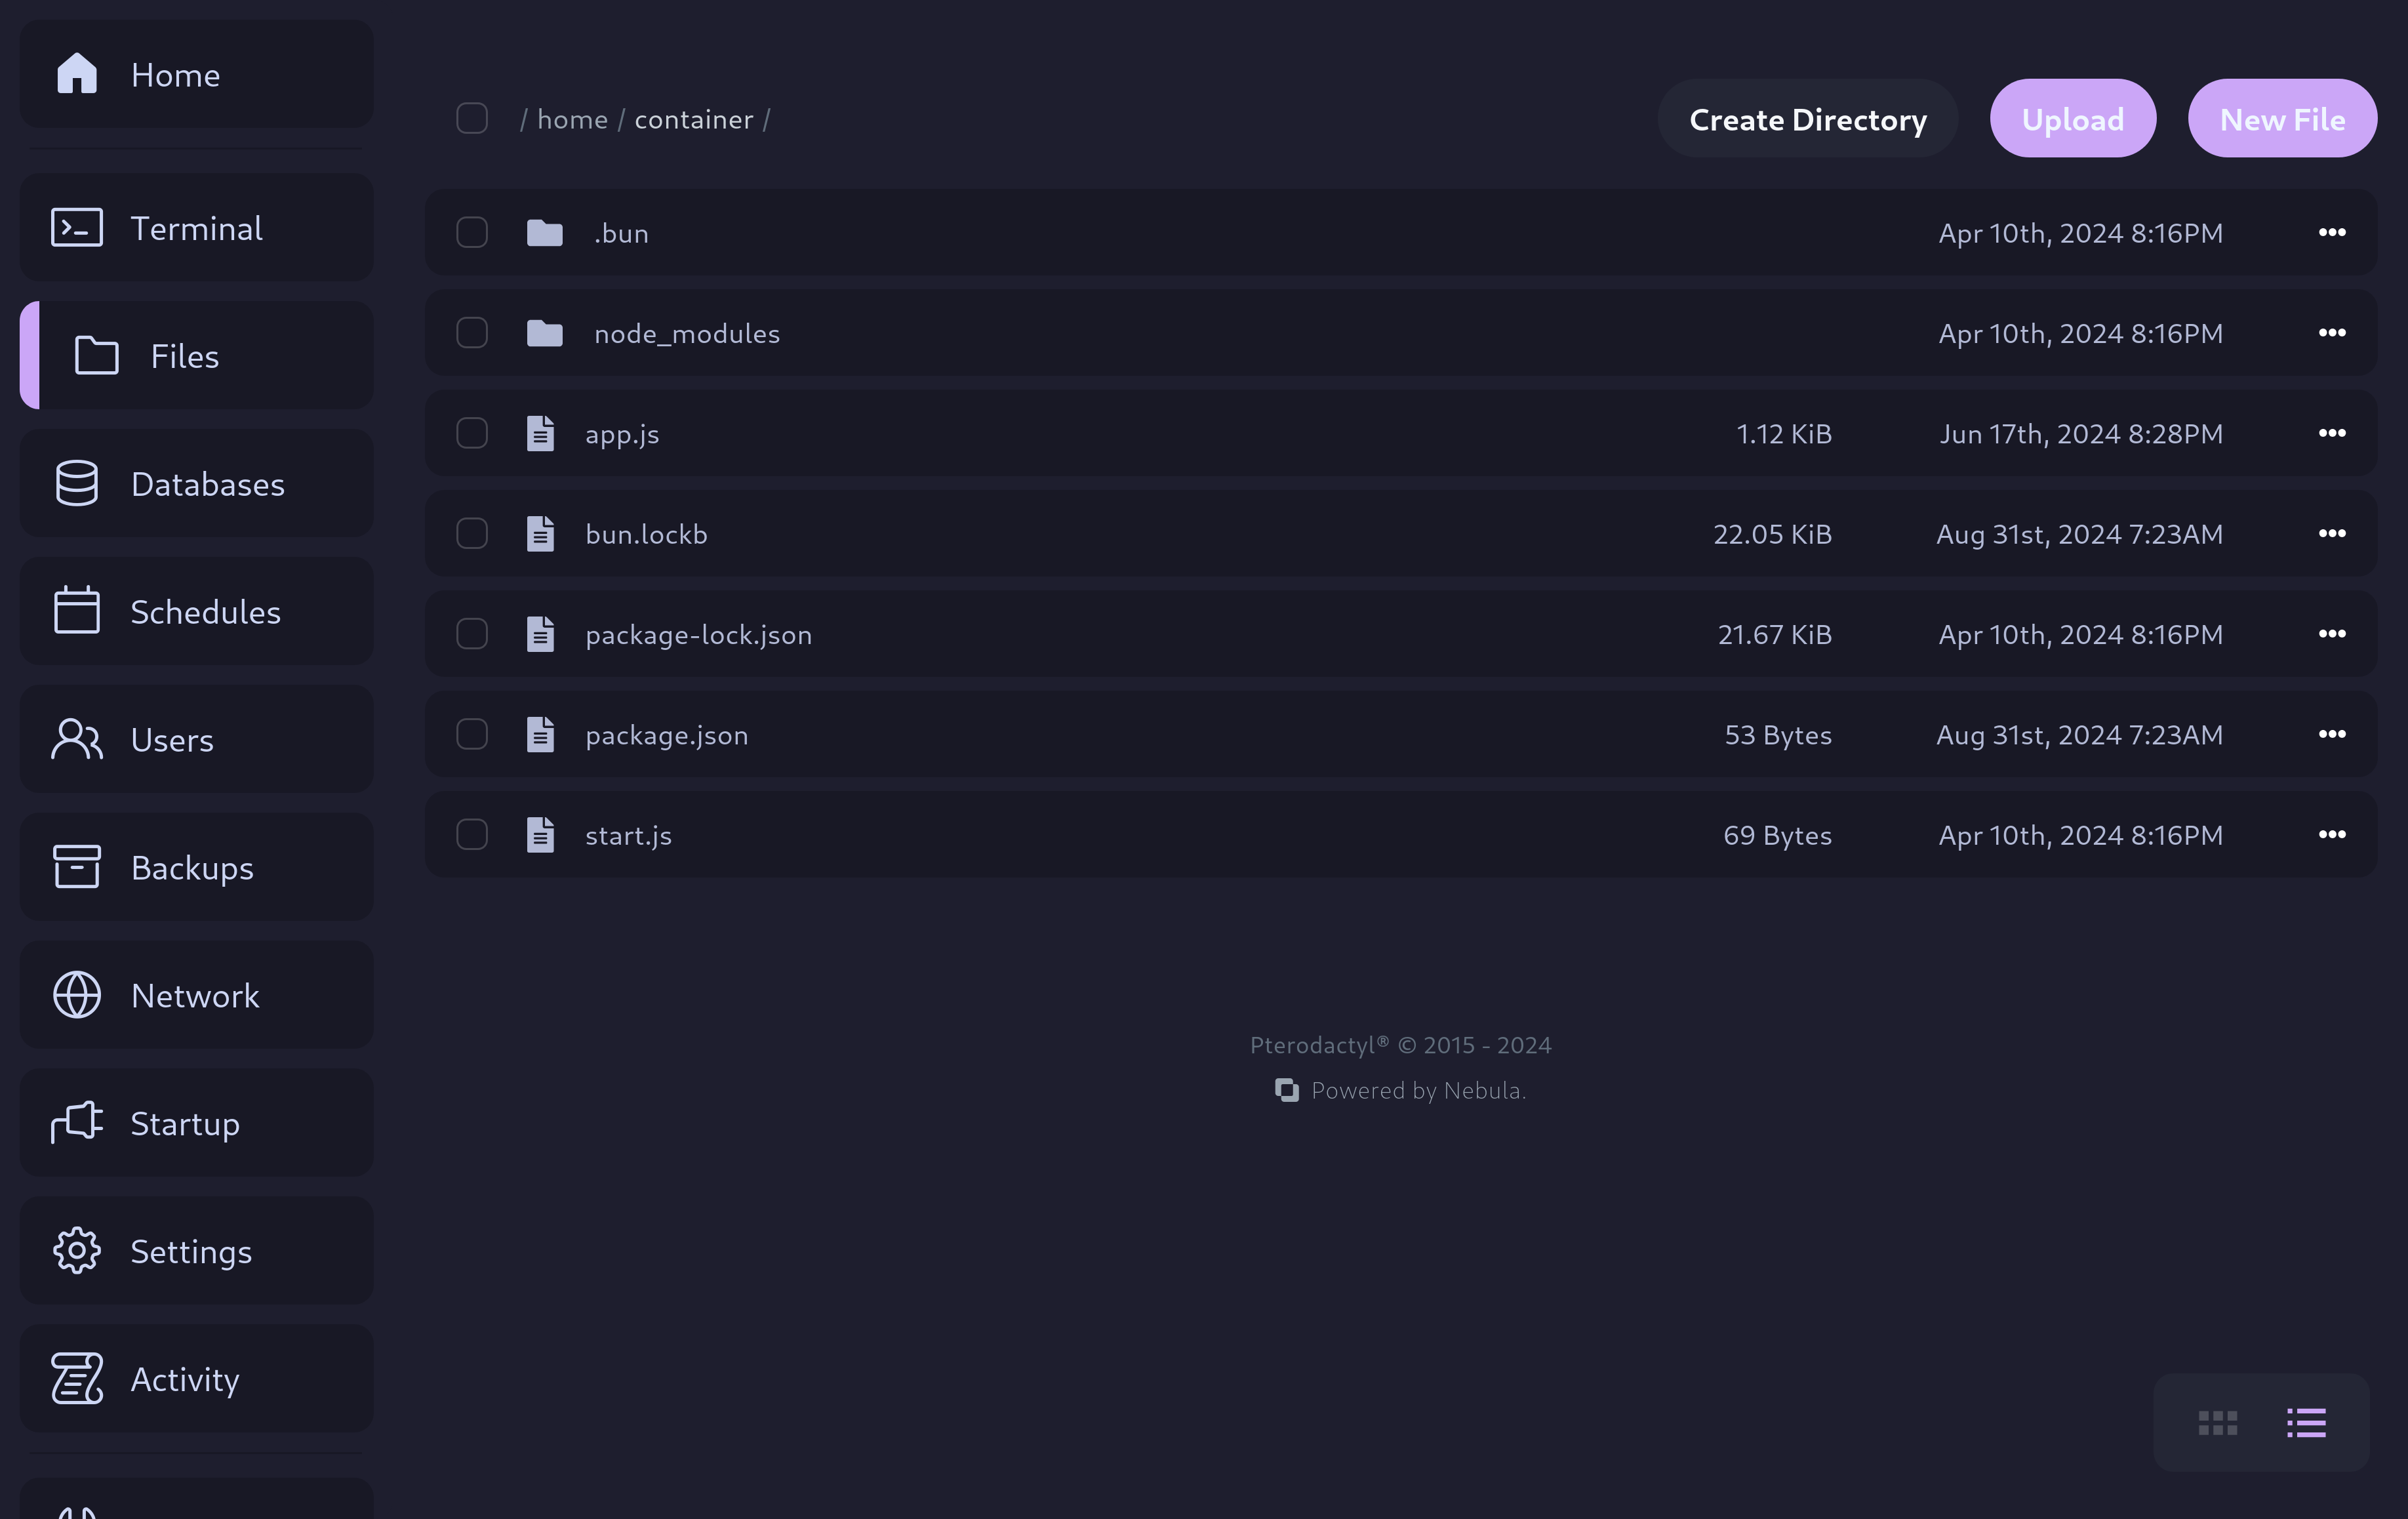 Home
Terminal
Files
Databases
Schedules
Users
Backups
Network
Startup
Settings
Activity
/ home / container /
Create Directory
Upload
New File
.bun Apr 10th, 2024 8:16PM
node_modules Apr 10th, 2024 8:16PM
app.js 1.12 KiB Jun 17th, 2024 8:28PM
bun.lockb 22.05 KiB Aug 31st, 2024 7:23AM
package-lock.json 21.67 KiB Apr 10th, 2024 8:16PM
package.json 53 Bytes Aug 31st, 2024 7:23AM
start.js 69 Bytes Apr 10th, 2024 8:16PM
Pterodactyl® © 2015 - 2024
Powered by Nebula.